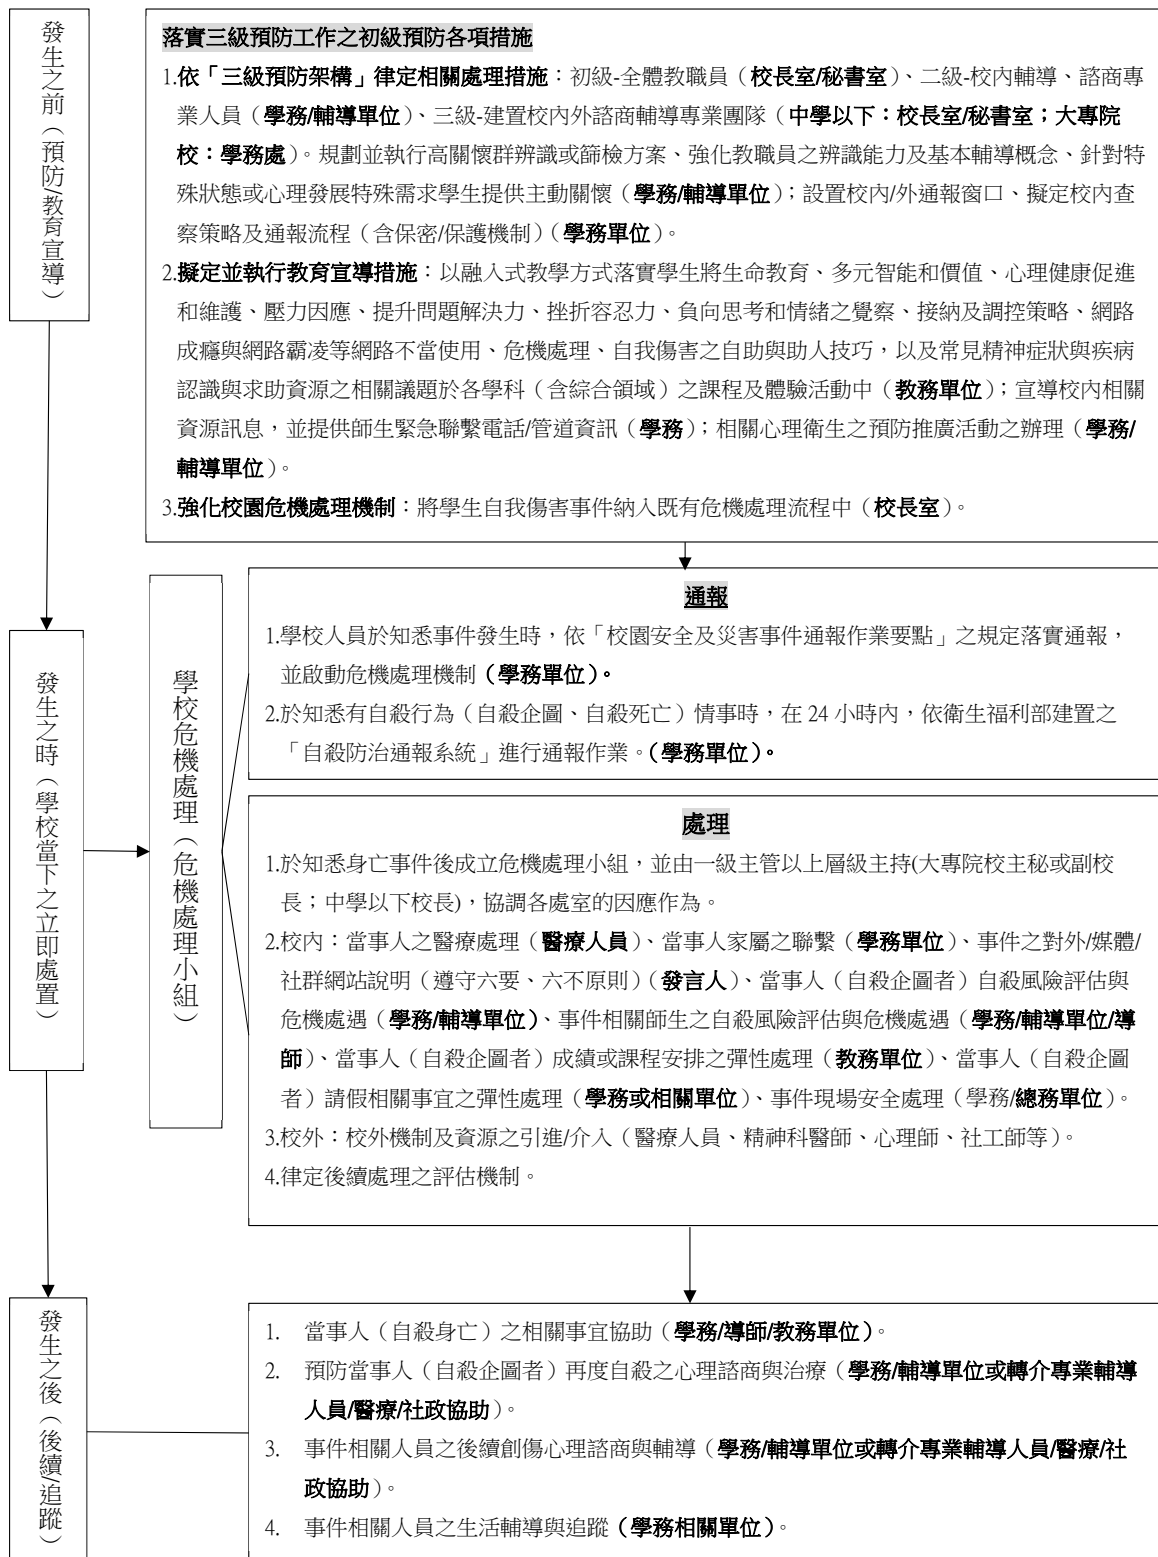 發生之前（預防/教育宣導）
落實三級預防工作之初級預防各項措施
1.依「三級預防架構」律定相關處理措施：初級-全體教職員（校長室/秘書室）、二級-校內輔導、諮商專
業人員（學務/輔導單位）、三級-建置校內外諮商輔導專業團隊（中學以下：校長室/秘書室；大專院
校：學務處）。規劃並執行高關懷群辨識或篩檢方案、強化教職員之辨識能力及基本輔導概念、針對特
殊狀態或心理發展特殊需求學生提供主動關懷（學務/輔導單位）；設置校內/外通報窗口、擬定校內查
察策略及通報流程（含保密/保護機制）（學務單位）。
2.擬定並執行教育宣導措施：以融入式教學方式落實學生將生命教育、多元智能和價值、心理健康促進
和維護、壓力因應、提升問題解決力、挫折容忍力、負向思考和情緒之覺察、接納及調控策略、網路
成癮與網路霸凌等網路不當使用、危機處理、自我傷害之自助與助人技巧，以及常見精神症狀與疾病
認識與求助資源之相關議題於各學科（含綜合領域）之課程及體驗活動中（教務單位）；宣導校內相關
資源訊息，並提供師生緊急聯繫電話/管道資訊（學務）；相關心理衛生之預防推廣活動之辦理（學務/
輔導單位）。
3.強化校園危機處理機制：將學生自我傷害事件納入既有危機處理流程中（校長室）。
發生之時（學校當下之立即處置）
學校危機處理（危機處理小組）
通報
1.學校人員於知悉事件發生時，依「校園安全及災害事件通報作業要點」之規定落實通報，
並啟動危機處理機制（學務單位）。
2.於知悉有自殺行為（自殺企圖、自殺死亡）情事時，在 24 小時內，依衛生福利部建置之
「自殺防治通報系統」進行通報作業。（學務單位）。
處理
1.於知悉身亡事件後成立危機處理小組，並由一級主管以上層級主持(大專院校主秘或副校
長；中學以下校長)，協調各處室的因應作為。
2.校內：當事人之醫療處理（醫療人員）、當事人家屬之聯繫（學務單位）、事件之對外/媒體/
社群網站說明（遵守六要、六不原則）（發言人）、當事人（自殺企圖者）自殺風險評估與
危機處遇（學務/輔導單位）、事件相關師生之自殺風險評估與危機處遇（學務/輔導單位/導
師）、當事人（自殺企圖者）成績或課程安排之彈性處理（教務單位）、當事人（自殺企圖
者）請假相關事宜之彈性處理（學務或相關單位）、事件現場安全處理（學務/總務單位）。
3.校外：校外機制及資源之引進/介入（醫療人員、精神科醫師、心理師、社工師等）。
4.律定後續處理之評估機制。
發生之後（後續/追蹤）
1. 當事人（自殺身亡）之相關事宜協助（學務/導師/教務單位）。
2. 預防當事人（自殺企圖者）再度自殺之心理諮商與治療（學務/輔導單位或轉介專業輔導
人員/醫療/社政協助）。
3. 事件相關人員之後續創傷心理諮商與輔導（學務/輔導單位或轉介專業輔導人員/醫療/社
政協助）。
4. 事件相關人員之生活輔導與追蹤（學務相關單位）。